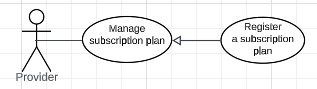 Manage
subscription plan
Register
a subscription
plan
Provider